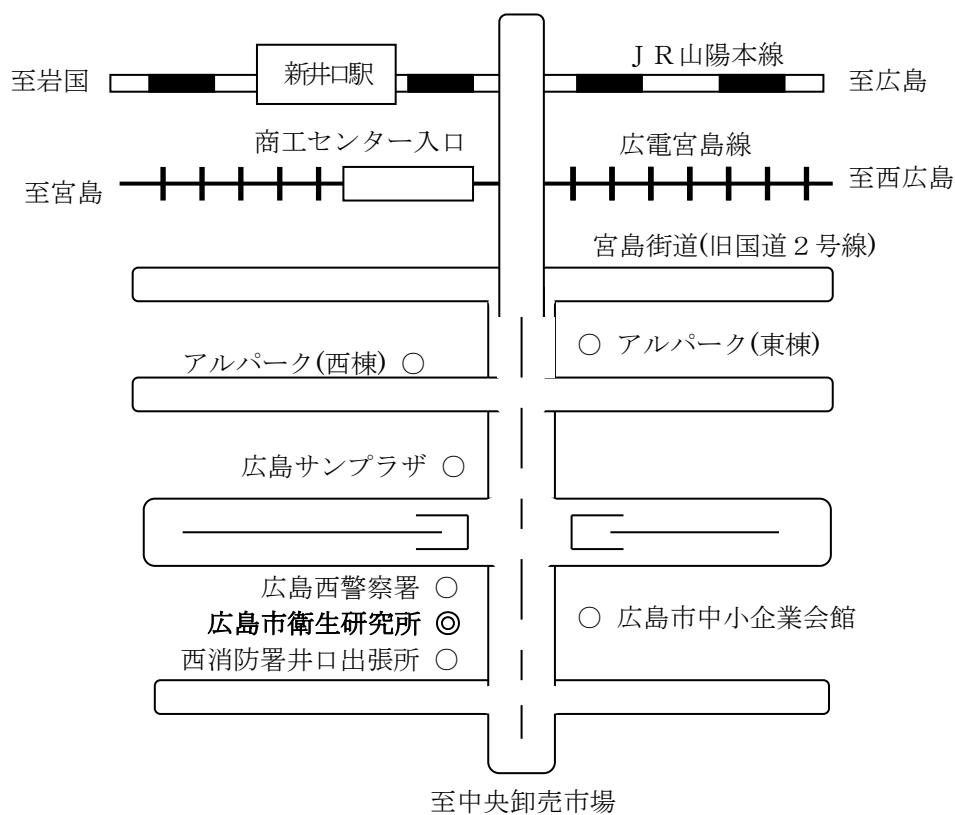 JR山陽本線
至岩国
新井口駅
至広島
商工センター入口
広電宮島線
至宮島
至西広島
宮島街道(旧国道2号線)
アルパーク(西棟) ○
○ アルパーク(東棟)
広島サンプラザ ○
広島西警察署 ○
広島市衛生研究所 ◎
○ 広島市中小企業会館
西消防署井口出張所 ○
至中央卸売市場